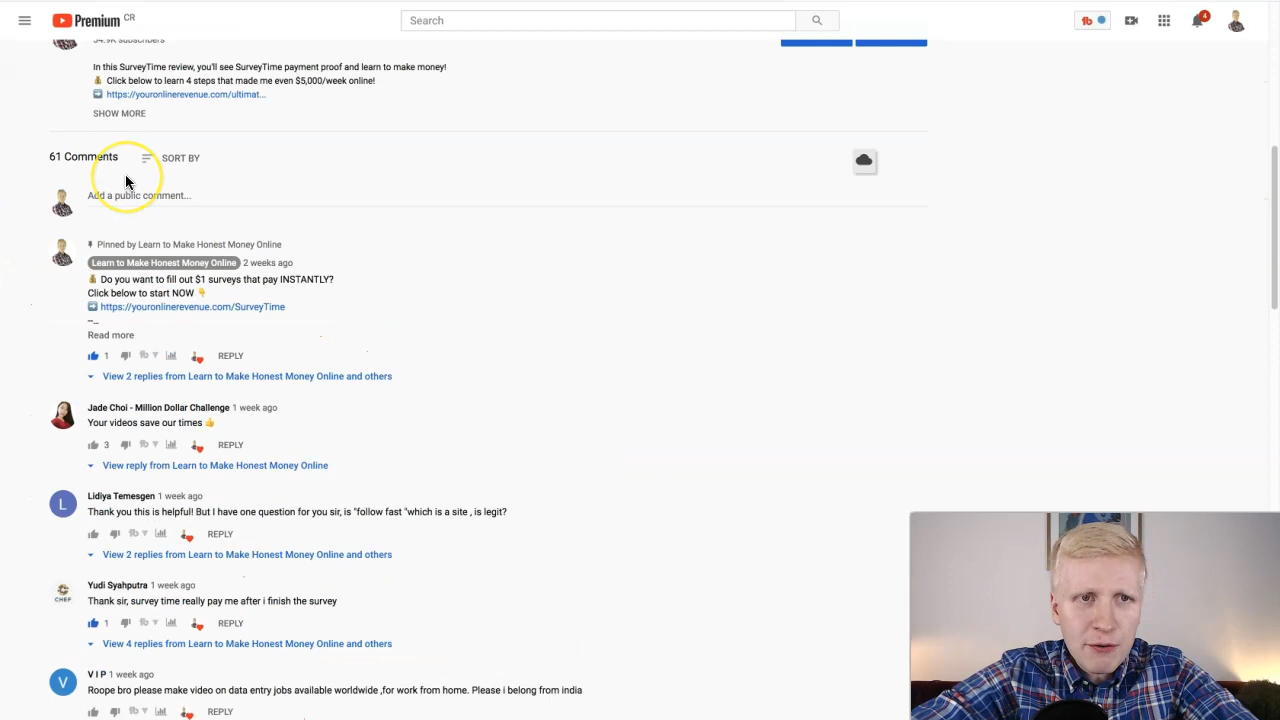 Premium CR
Search
4
34.9K subscribers
In this SurveyTime review, you'll see SurveyTime payment proof and learn to make money!
💰 Click below to learn 4 steps that made me even $5,000/week online!
➡️ https://youronlinerevenue.com/ultimat...
SHOW MORE
61 Comments SORT BY
Add a public comment...
Pinned by Learn to Make Honest Money Online
Learn to Make Honest Money Online 2 weeks ago
💰 Do you want to fill out $1 surveys that pay INSTANTLY?
Click below to start NOW 👇
➡️ https://youronlinerevenue.com/SurveyTime
--...
Read more
1 REPLY
View 2 replies from Learn to Make Honest Money Online and others
Jade Choi - Million Dollar Challenge 1 week ago
Your videos save our times 👍
3 REPLY
View reply from Learn to Make Honest Money Online
L
Lidiya Temesgen 1 week ago
Thank you this is helpful! But I have one question for you sir, is "follow fast "which is a site , is legit?
REPLY
View 2 replies from Learn to Make Honest Money Online and others
CHEF
Yudi Syahputra 1 week ago
Thank sir, survey time really pay me after i finish the survey
1 REPLY
View 4 replies from Learn to Make Honest Money Online and others
V
V I P 1 week ago
Roope bro please make video on data entry jobs available worldwide ,for work from home. Please i belong from india
REPLY